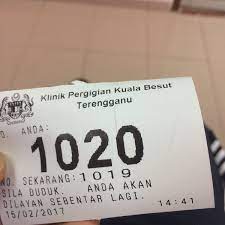 Klinik Pergigian Kuala Besut
Terengganu
NO. ANDA:
1020
NO. SEKARANG: 1019
SILA DUDUK. ANDA AKAN
DILAYAN SEBENTAR LAGI.
15/02/2017 14:41